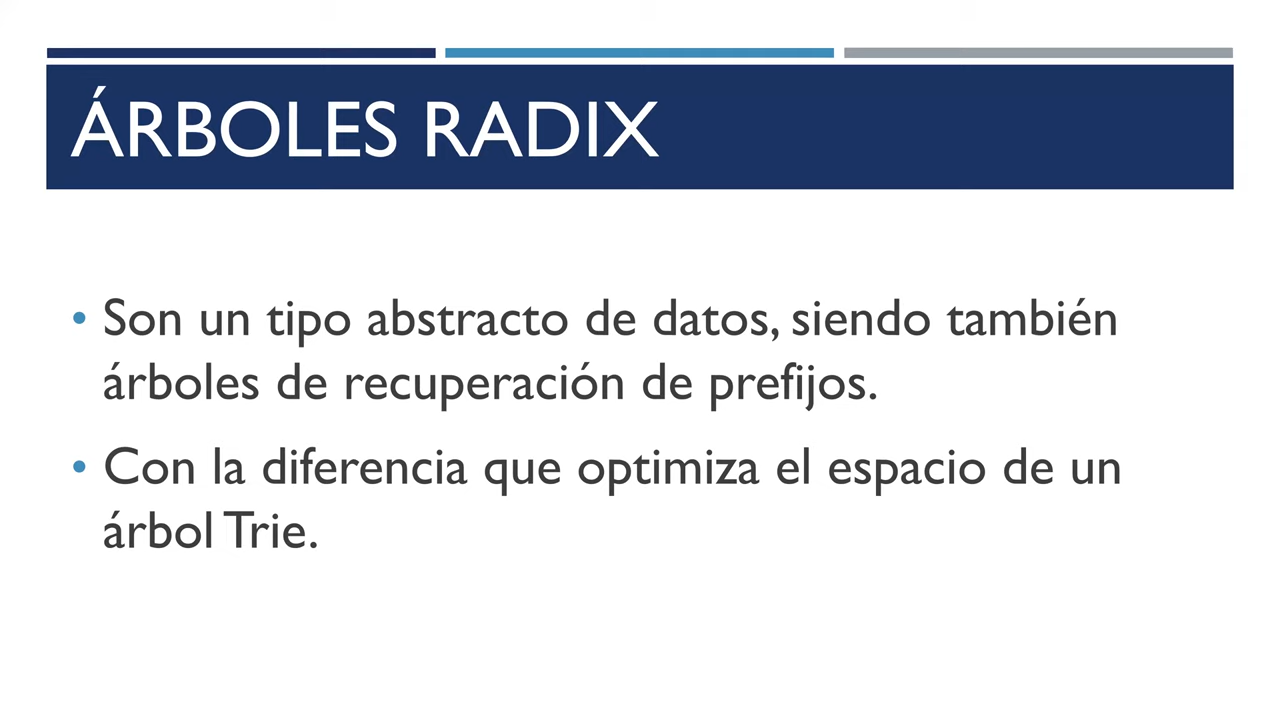 ÁRBOLES RADIX
• Son un tipo abstracto de datos, siendo también
árboles de recuperación de prefijos.
• Con la diferencia que optimiza el espacio de un
árbol Trie.